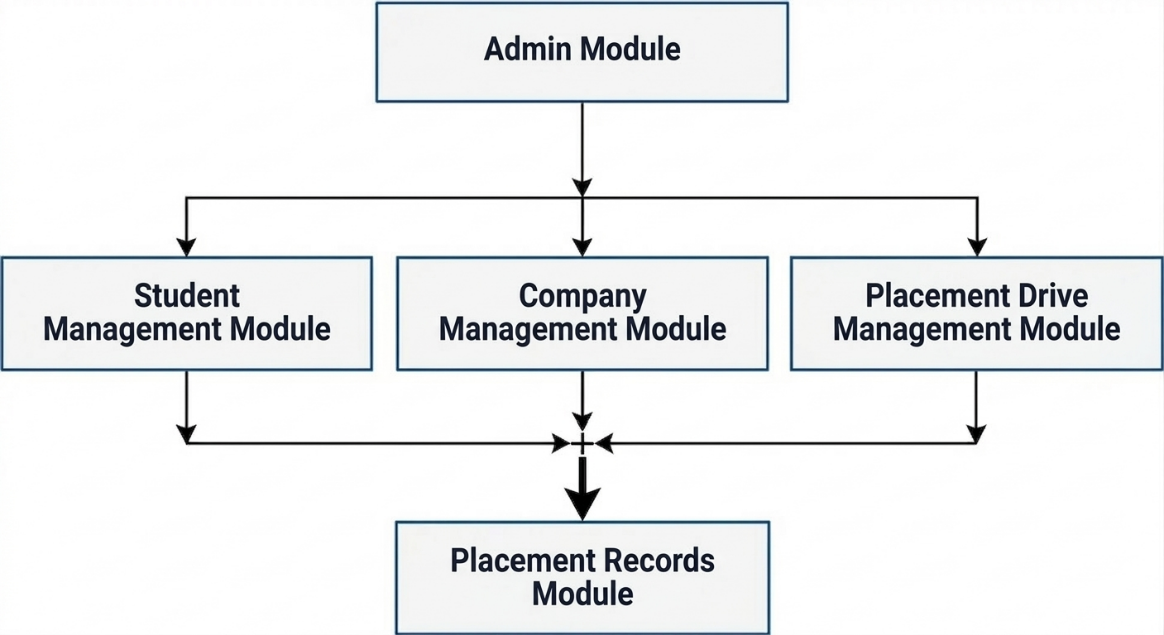 Admin Module
Student
Management Module
Company
Management Module
Placement Drive
Management Module
Placement Records
Module